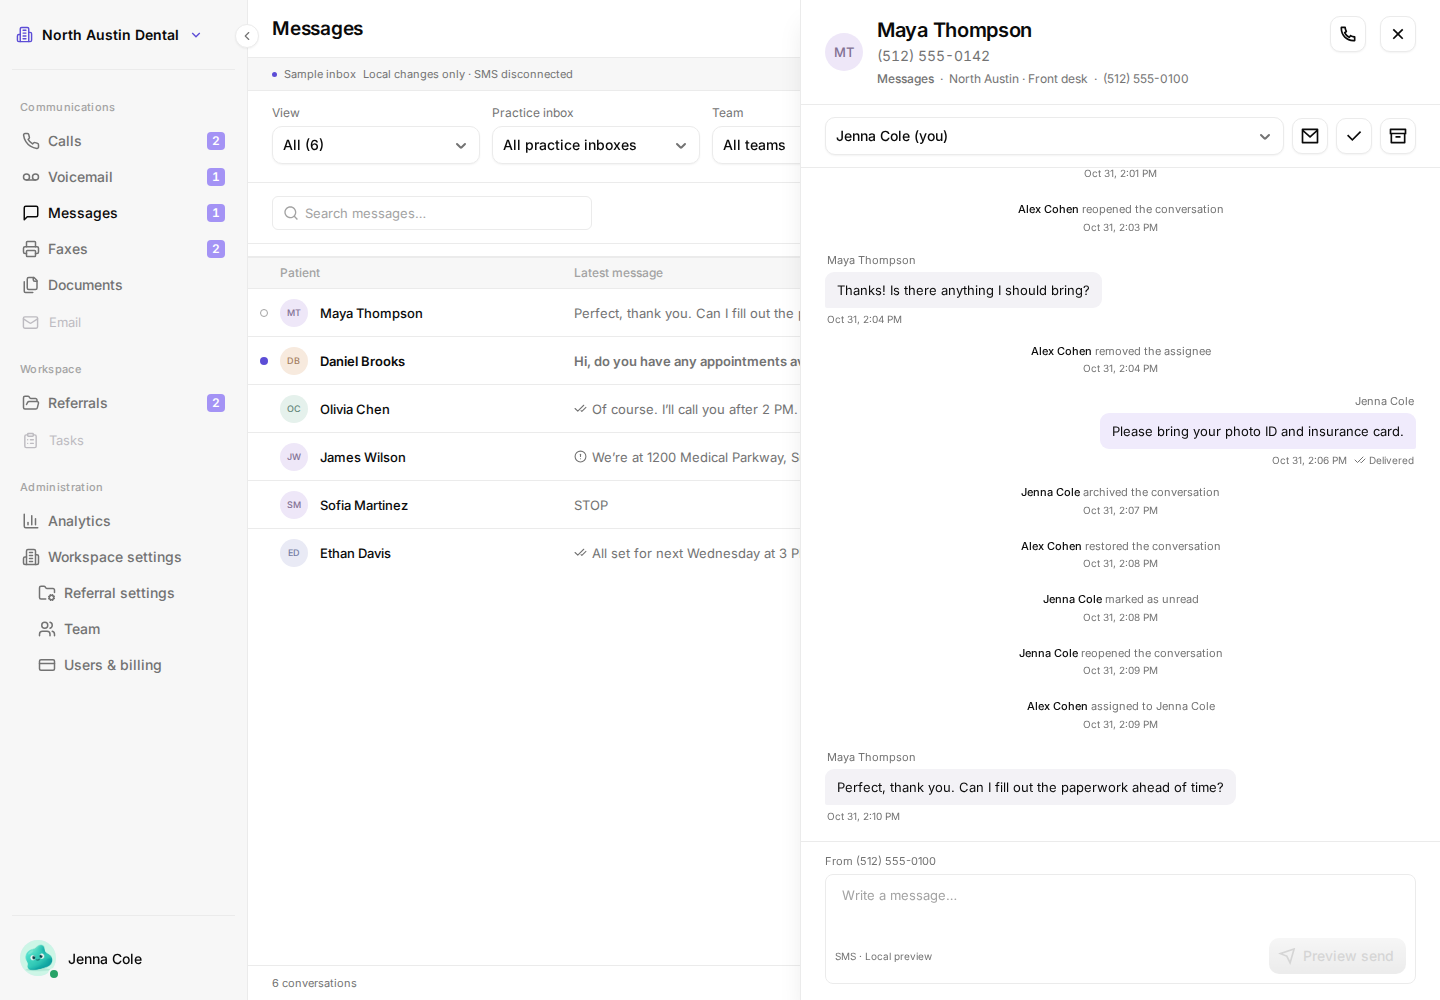 North Austin Dental
Communications
Calls 2
Voicemail 1
Messages 1
Faxes 2
Documents
Email
Workspace
Referrals 2
Tasks
Administration
Analytics
Workspace settings
Referral settings
Team
Users & billing
Jenna Cole
Messages
Sample inbox Local changes only · SMS disconnected
View Practice inbox Team
All (6) All practice inboxes All teams
Search messages...
Patient Latest message
MT Maya Thompson Perfect, thank you. Can I fill out the
DB Daniel Brooks Hi, do you have any appointments
OC Olivia Chen Of course. I'll call you after 2 PM.
JW James Wilson We're at 1200 Medical Parkway,
SM Sofia Martinez STOP
ED Ethan Davis All set for next Wednesday at 3
6 conversations
MT
Maya Thompson
(512) 555-0142
Messages · North Austin · Front desk · (512) 555-0100
Jenna Cole (you)
Oct 31, 2:01 PM
Alex Cohen reopened the conversation
Oct 31, 2:03 PM
Maya Thompson
Thanks! Is there anything I should bring?
Oct 31, 2:04 PM
Alex Cohen removed the assignee
Oct 31, 2:04 PM
Jenna Cole
Please bring your photo ID and insurance card.
Oct 31, 2:06 PM Delivered
Jenna Cole archived the conversation
Oct 31, 2:07 PM
Alex Cohen restored the conversation
Oct 31, 2:08 PM
Jenna Cole marked as unread
Oct 31, 2:08 PM
Jenna Cole reopened the conversation
Oct 31, 2:09 PM
Alex Cohen assigned to Jenna Cole
Oct 31, 2:09 PM
Maya Thompson
Perfect, thank you. Can I fill out the paperwork ahead of time?
Oct 31, 2:10 PM
From (512) 555-0100
Write a message...
SMS · Local preview
Preview send